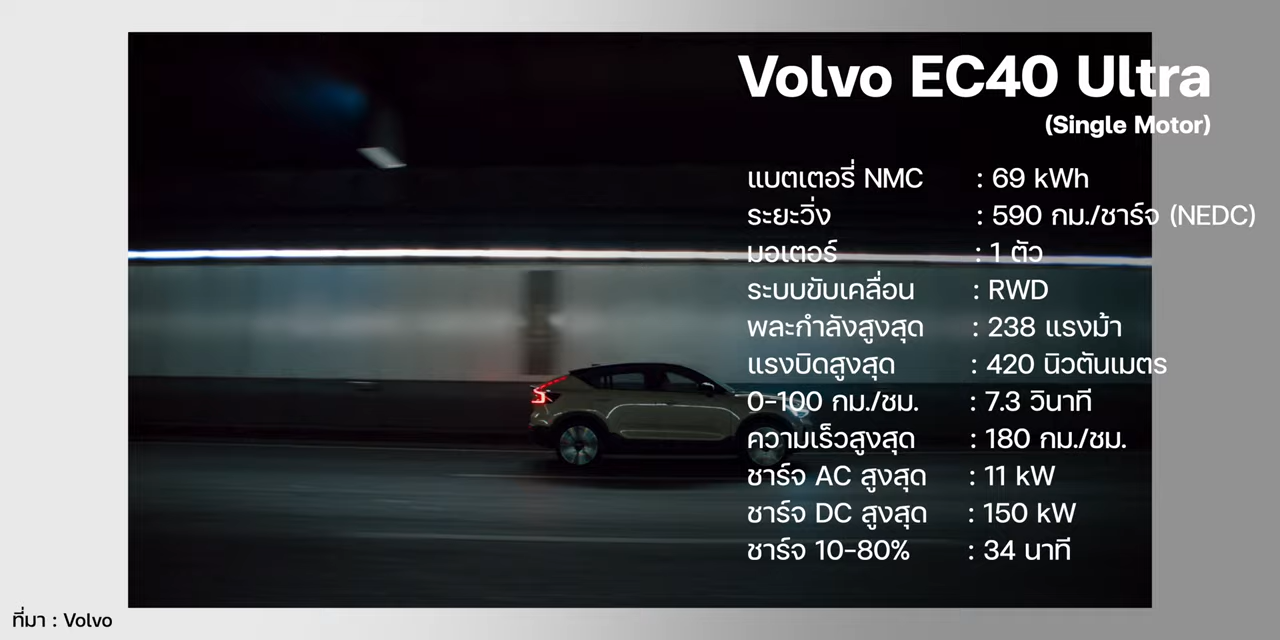 Volvo EC40 Ultra
(Single Motor)
แบตเตอรี่ NMC : 69 kWh
ระยะวิ่ง : 590 กม./ชาร์จ (NEDC)
มอเตอร์ : 1 ตัว
ระบบขับเคลื่อน : RWD
พละกำลังสูงสุด : 238 แรงม้า
แรงบิดสูงสุด : 420 นิวตันเมตร
0-100 กม./ชม. : 7.3 วินาที
ความเร็วสูงสุด : 180 กม./ชม.
ชาร์จ AC สูงสุด : 11 kW
ชาร์จ DC สูงสุด : 150 kW
ชาร์จ 10-80% : 34 นาที
ที่มา : Volvo